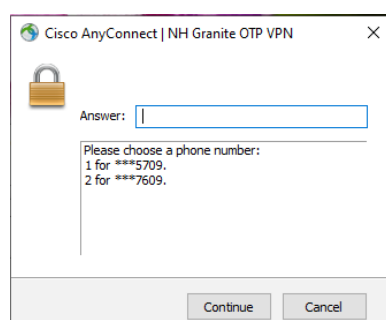 Cisco AnyConnect | NH Granite OTP VPN
Answer:
Please choose a phone number:
1 for ***5709.
2 for ***7609.
Continue Cancel